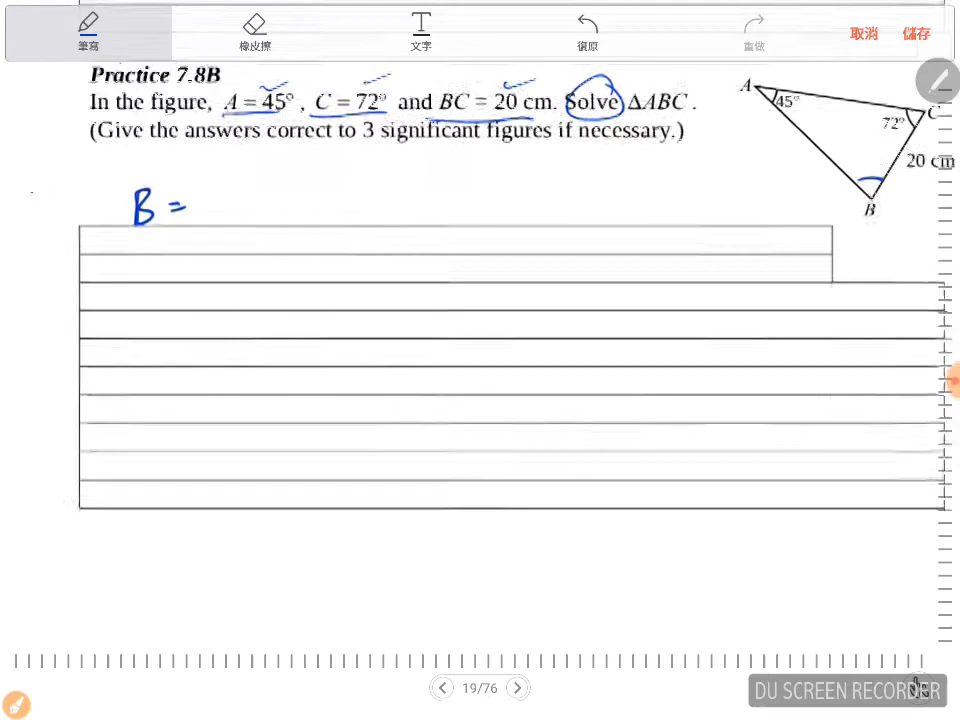 筆寫 橡皮擦 文字 復原 重做 取消 儲存
Practice 7.8B
In the figure, A = 45°, C = 72° and BC = 20 cm. Solve ΔABC.
(Give the answers correct to 3 significant figures if necessary.)
A
45°
C
72°
20 cm
B
B =
19/76
DU SCREEN RECORDER